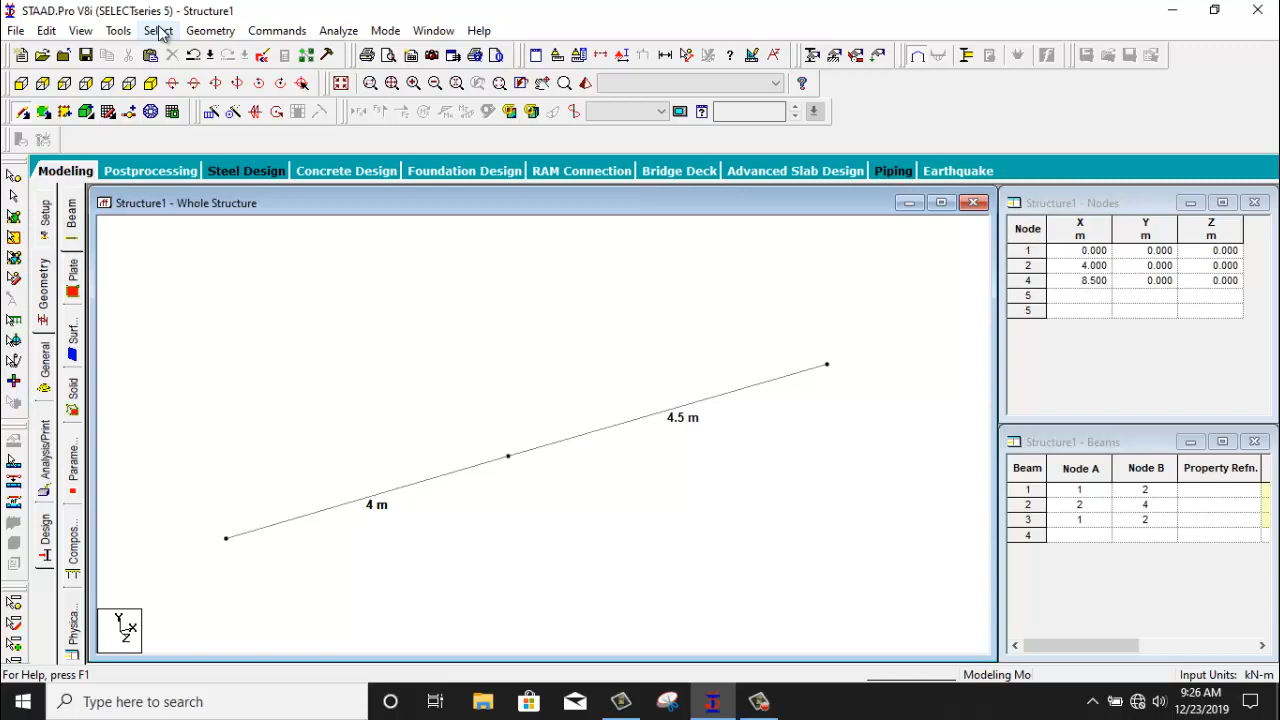 STAAD.Pro V8i (SELECTseries 5) - Structure1
File Edit View Tools Select Geometry Commands Analyze Mode Window Help
Modeling Postprocessing Steel Design Concrete Design Foundation Design RAM Connection Bridge Deck Advanced Slab Design Piping Earthquake
Setup
Geometry
General
Analysis/Print
Design
Beam
Plate
Surf...
Solid
Parame...
Compos...
Physica...
Structure1 - Whole Structure
4.5 m
4 m
Y
X
Z
Structure1 - Nodes
Node X Y Z
m m m
1 0.000 0.000 0.000
2 4.000 0.000 0.000
4 8.500 0.000 0.000
5
5
Structure1 - Beams
Beam Node A Node B Property Refn.
1 1 2
2 2 4
3 1 2
4
For Help, press F1
Modeling Mo
Input Units: kN-m
Type here to search
9:26 AM
12/23/2019